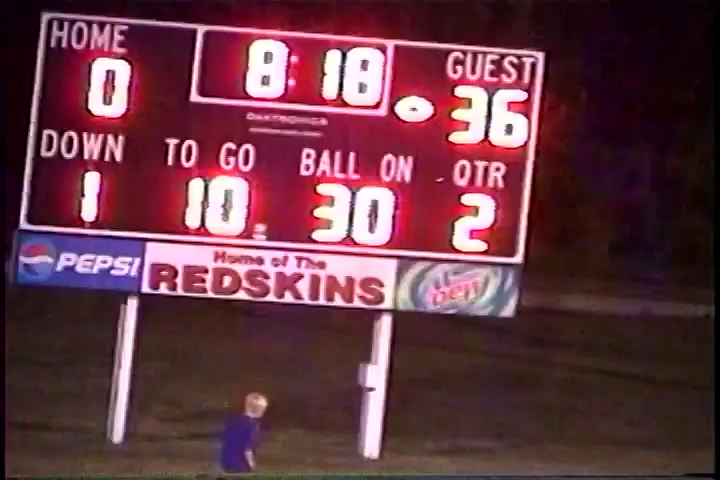 HOME
8:18
GUEST
0
36
DAKTRONICS
DOWN
TO GO
BALL ON
QTR
1
10
30
2
PEPSI
Home of The
REDSKINS
Dew